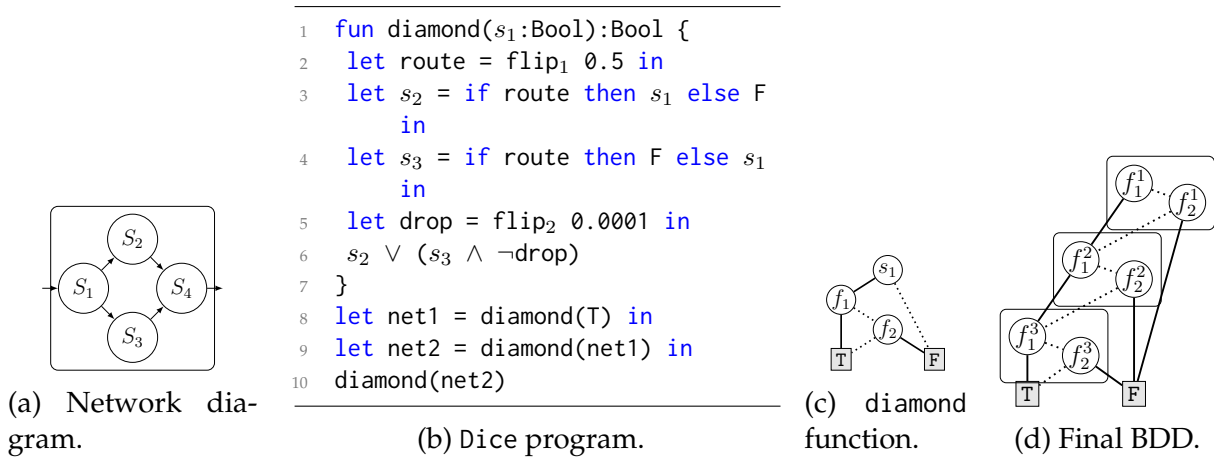 S₁
S₂
S₃
S₄
(a) Network dia-
gram.
1 fun diamond(s₁:Bool):Bool {
2 let route = flip₁ 0.5 in
3 let s₂ = if route then s₁ else F
in
4 let s₃ = if route then F else s₁
in
5 let drop = flip₂ 0.0001 in
6 s₂ ∨ (s₃ ∧ ¬drop)
7 }
8 let net1 = diamond(T) in
9 let net2 = diamond(net1) in
10 diamond(net2)
(b) Dice program.
s₁
f₁
f₂
T F
(c) diamond
function.
f₁¹
f₂¹
f₁²
f₂²
f₁³
f₂³
T F
(d) Final BDD.